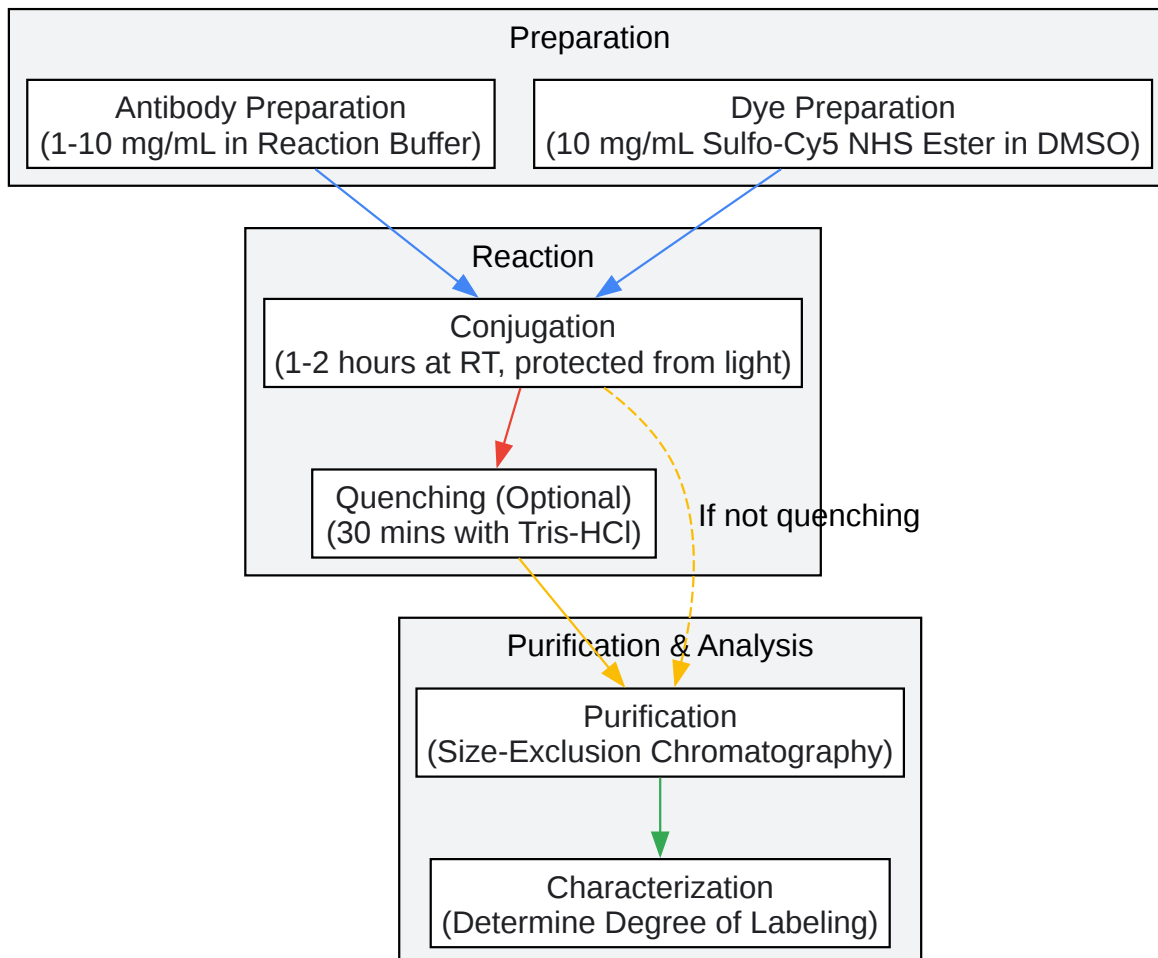 Preparation
Antibody Preparation
(1-10 mg/mL in Reaction Buffer)
Dye Preparation
(10 mg/mL Sulfo-Cy5 NHS Ester in DMSO)
Reaction
Conjugation
(1-2 hours at RT, protected from light)
Quenching (Optional)
(30 mins with Tris-HCl)
If not quenching
Purification & Analysis
Purification
(Size-Exclusion Chromatography)
Characterization
(Determine Degree of Labeling)